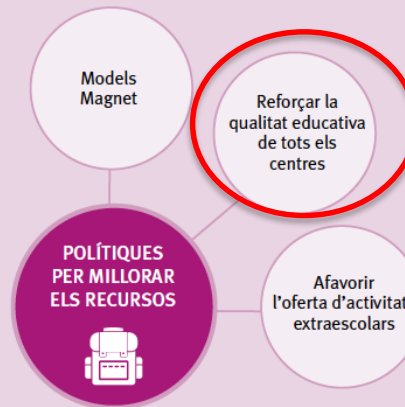 Models
Magnet
Reforçar la
qualitat educativa
de tots els
centres
POLÍTIQUES
PER MILLORAR
ELS RECURSOS
Afavorir
l'oferta d'activitat
extraescolars